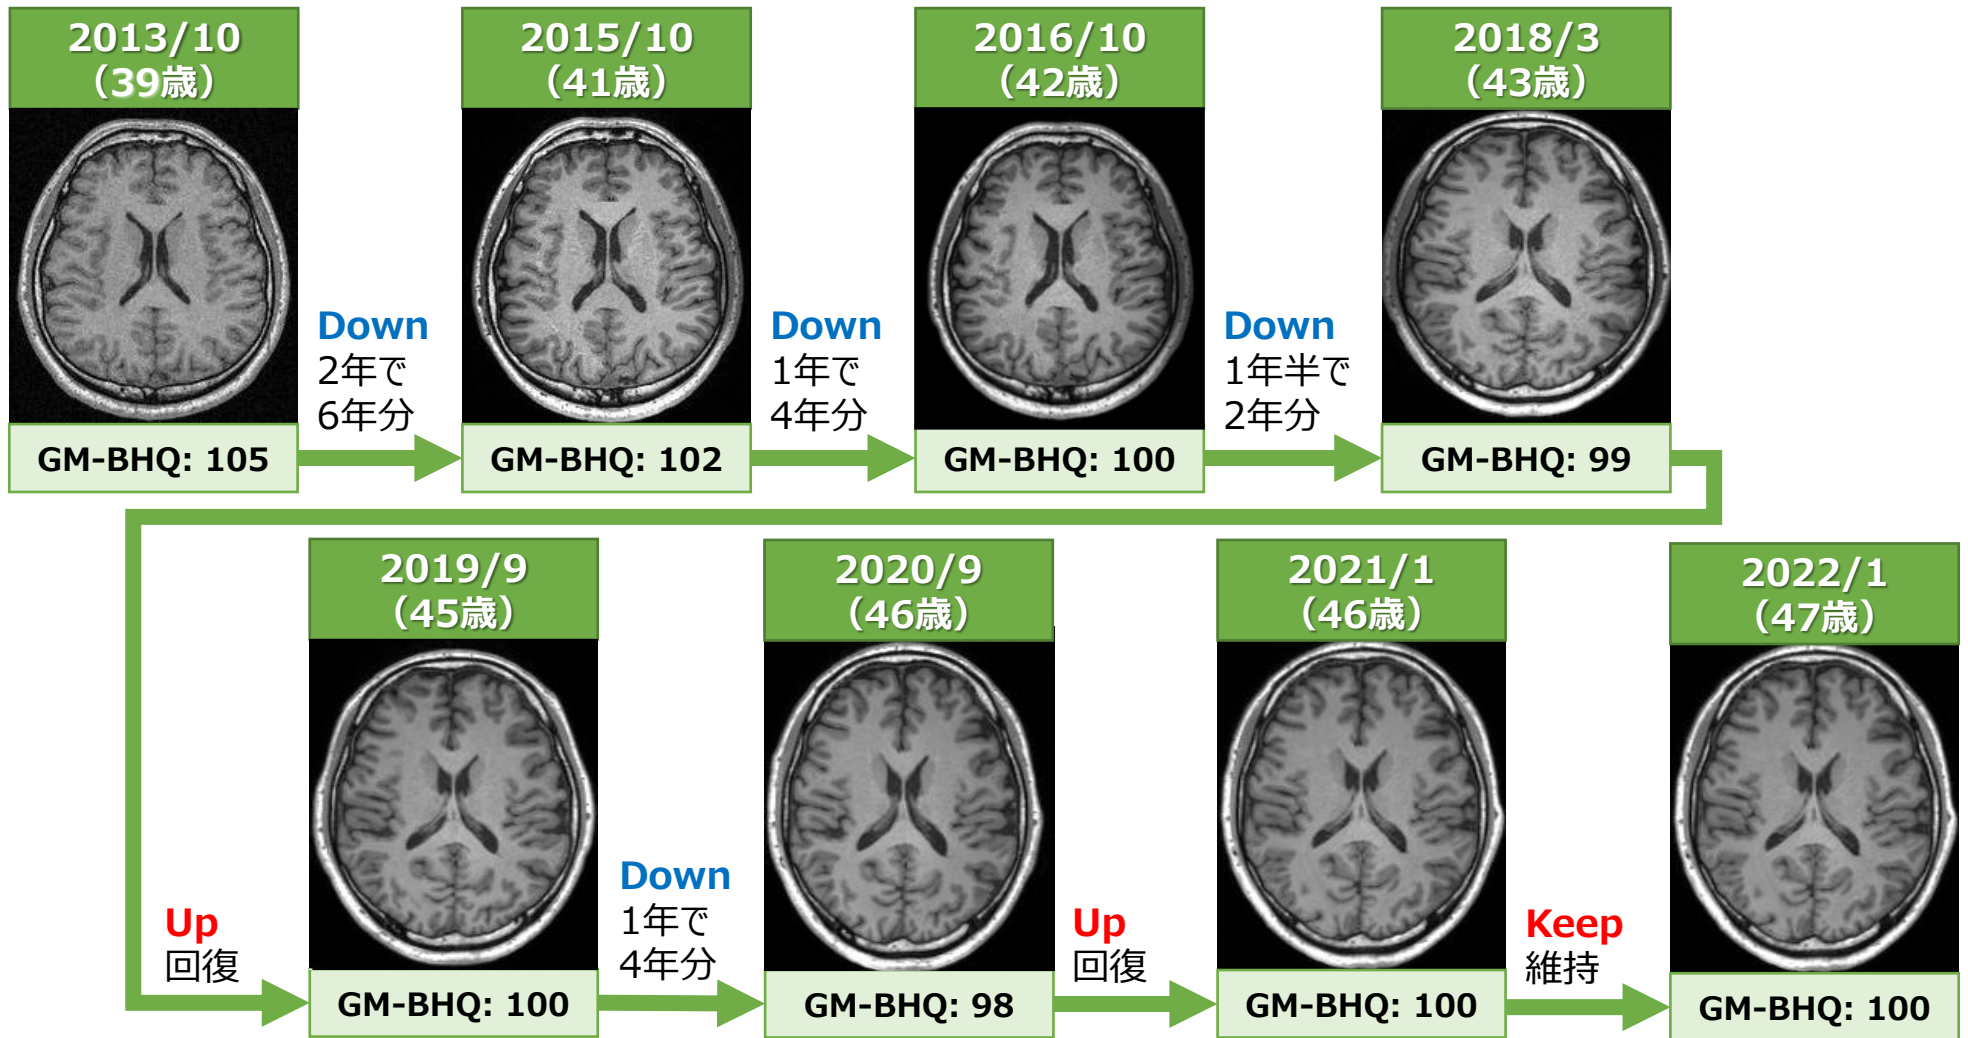 2013/10
（39歳）
GM-BHQ: 105
Down
2年で
6年分
2015/10
（41歳）
GM-BHQ: 102
Down
1年で
4年分
2016/10
（42歳）
GM-BHQ: 100
Down
1年半で
2年分
2018/3
（43歳）
GM-BHQ: 99
Up
回復
2019/9
（45歳）
GM-BHQ: 100
Down
1年で
4年分
2020/9
（46歳）
GM-BHQ: 98
Up
回復
2021/1
（46歳）
GM-BHQ: 100
Keep
維持
2022/1
（47歳）
GM-BHQ: 100